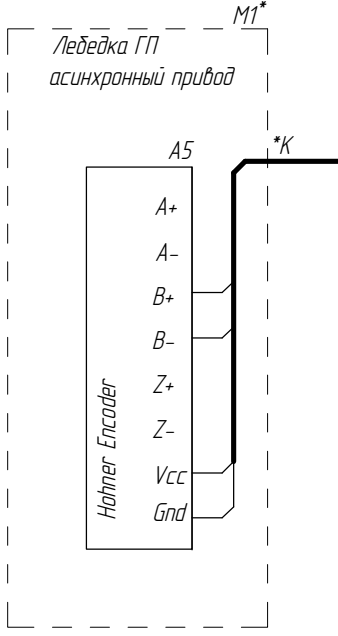 M1*
Лебедка ГП
асинхронный привод
A5
*K
A+
A-
B+
B-
Z+
Z-
Vcc
Gnd
Hohner Encoder